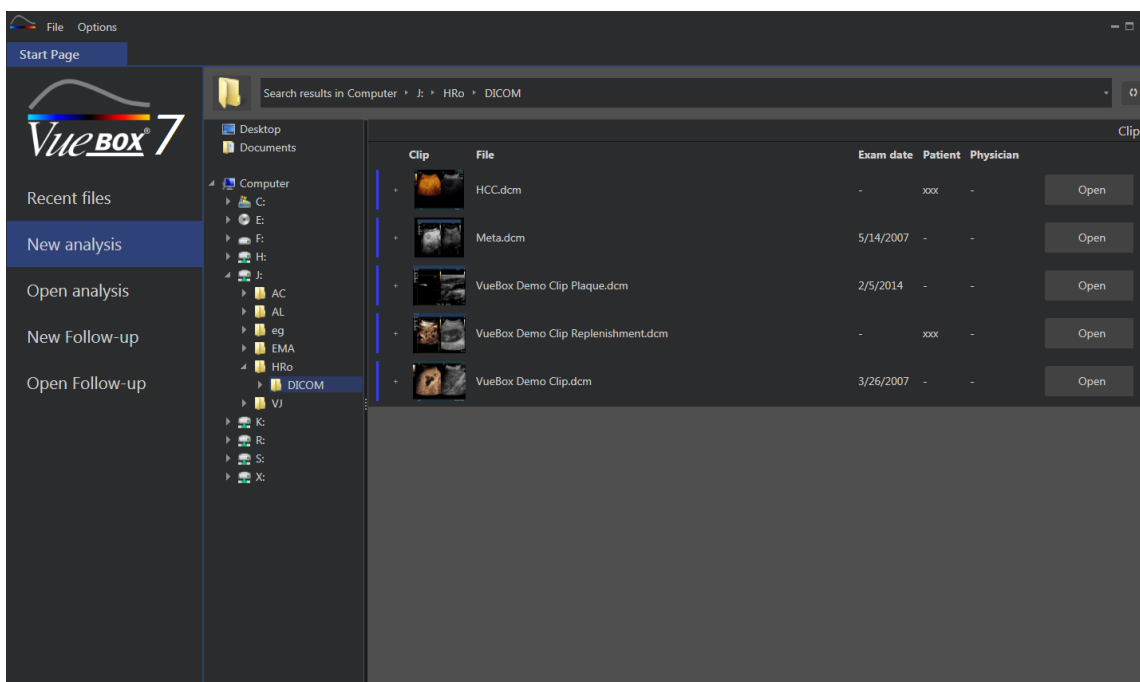 File Options
Start Page
VUEBOX® 7
Recent files
New analysis
Open analysis
New Follow-up
Open Follow-up
Search results in Computer J: HRo DICOM
Desktop
Documents
Computer
C:
E:
F:
H:
J:
AC
AL
eg
EMA
HRo
DICOM
VJ
K:
R:
S:
X:
Clip
Clip File Exam date Patient Physician
+ HCC.dcm - xxx - Open
+ Meta.dcm 5/14/2007 - - Open
+ VueBox Demo Clip Plaque.dcm 2/5/2014 - - Open
+ VueBox Demo Clip Replenishment.dcm - xxx - Open
+ VueBox Demo Clip.dcm 3/26/2007 - - Open